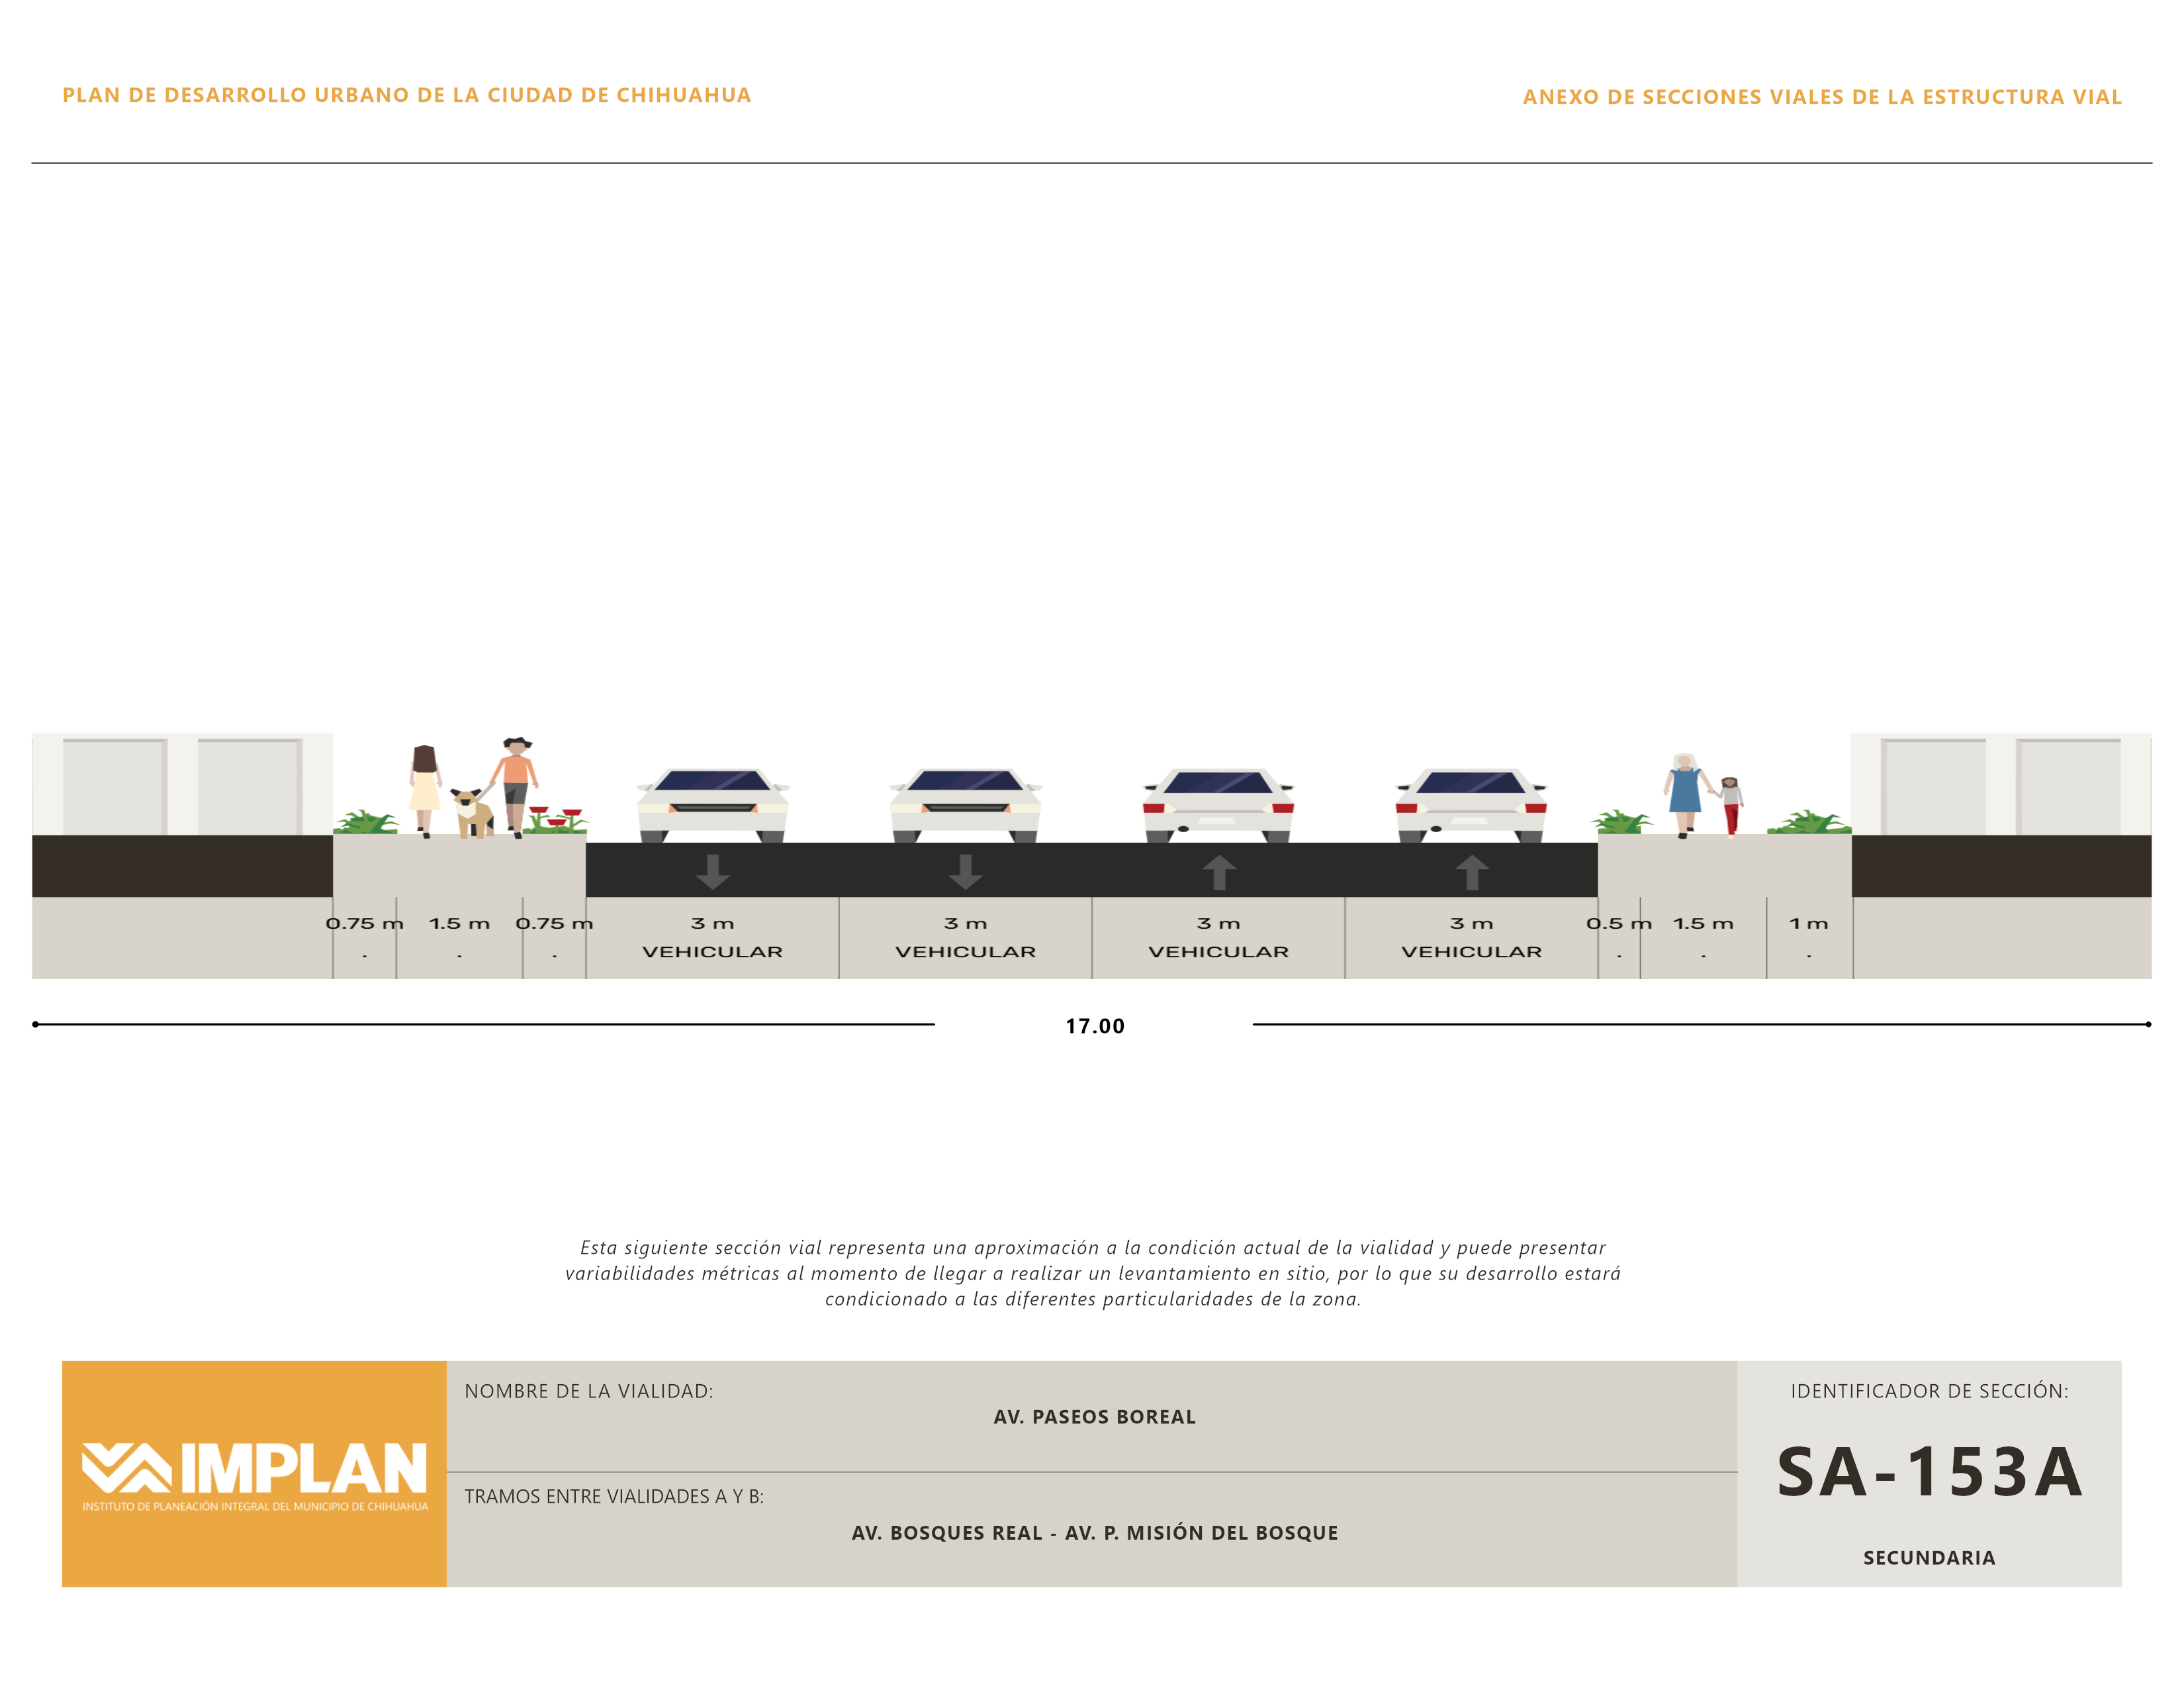 PLAN DE DESARROLLO URBANO DE LA CIUDAD DE CHIHUAHUA
ANEXO DE SECCIONES VIALES DE LA ESTRUCTURA VIAL
0.75 m 1.5 m 0.75 m 3 m 3 m 3 m 3 m 0.5 m 1.5 m 1 m
. . . VEHICULAR VEHICULAR VEHICULAR VEHICULAR . . .
17.00
Esta siguiente sección vial representa una aproximación a la condición actual de la vialidad y puede presentar
variabilidades métricas al momento de llegar a realizar un levantamiento en sitio, por lo que su desarrollo estará
condicionado a las diferentes particularidades de la zona.
IMPLAN
INSTITUTO DE PLANEACIÓN INTEGRAL DEL MUNICIPIO DE CHIHUAHUA
NOMBRE DE LA VIALIDAD:
AV. PASEOS BOREAL
TRAMOS ENTRE VIALIDADES A Y B:
AV. BOSQUES REAL - AV. P. MISIÓN DEL BOSQUE
IDENTIFICADOR DE SECCIÓN:
SA-153A
SECUNDARIA